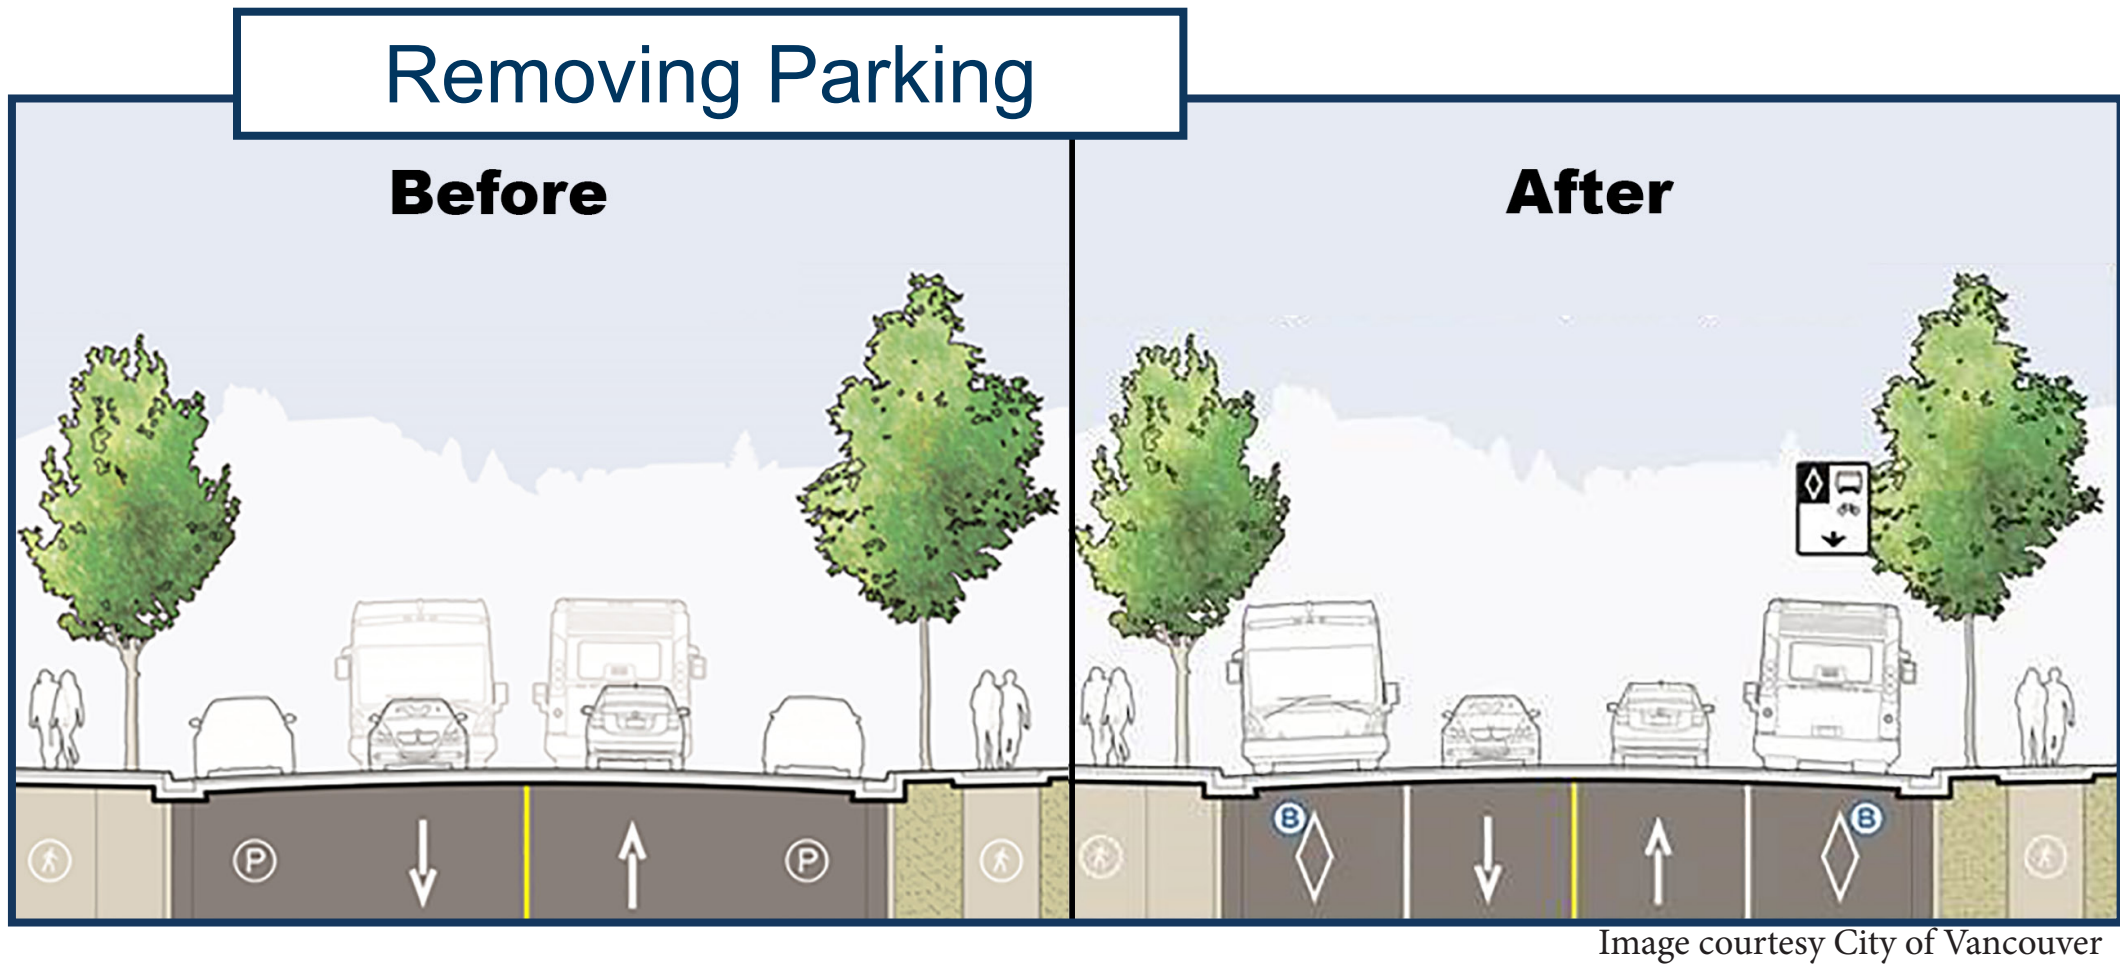 Removing Parking
Before
After
P
P
B
B
Image courtesy City of Vancouver